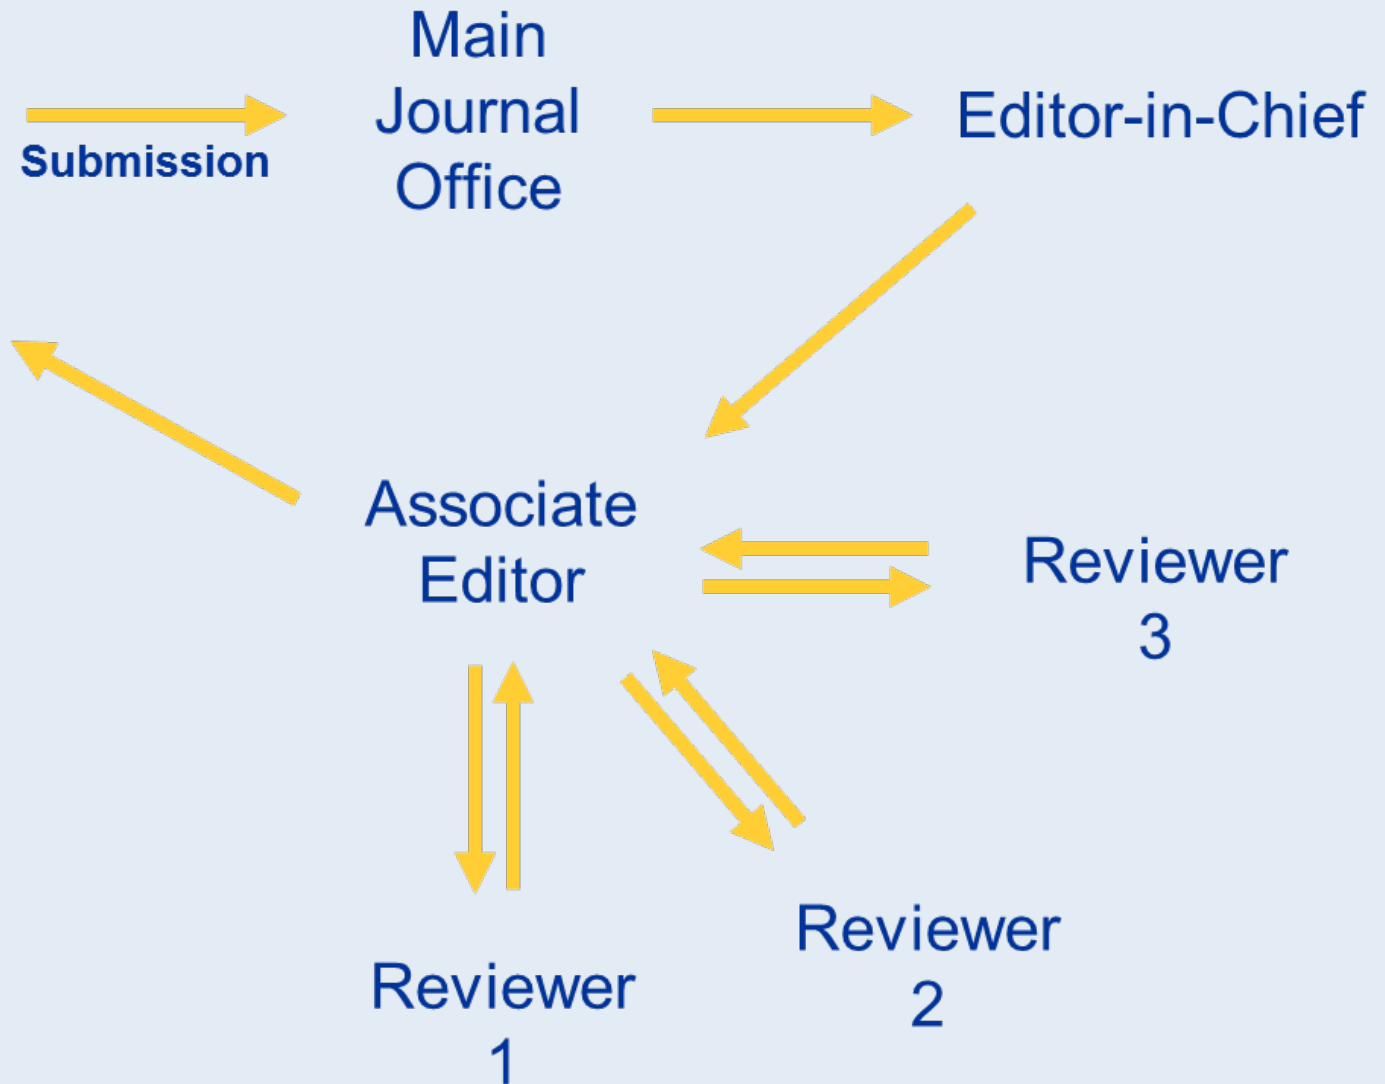 Main
Journal
Office
Submission
Editor-in-Chief
Associate
Editor
Reviewer
3
Reviewer
2
Reviewer
1